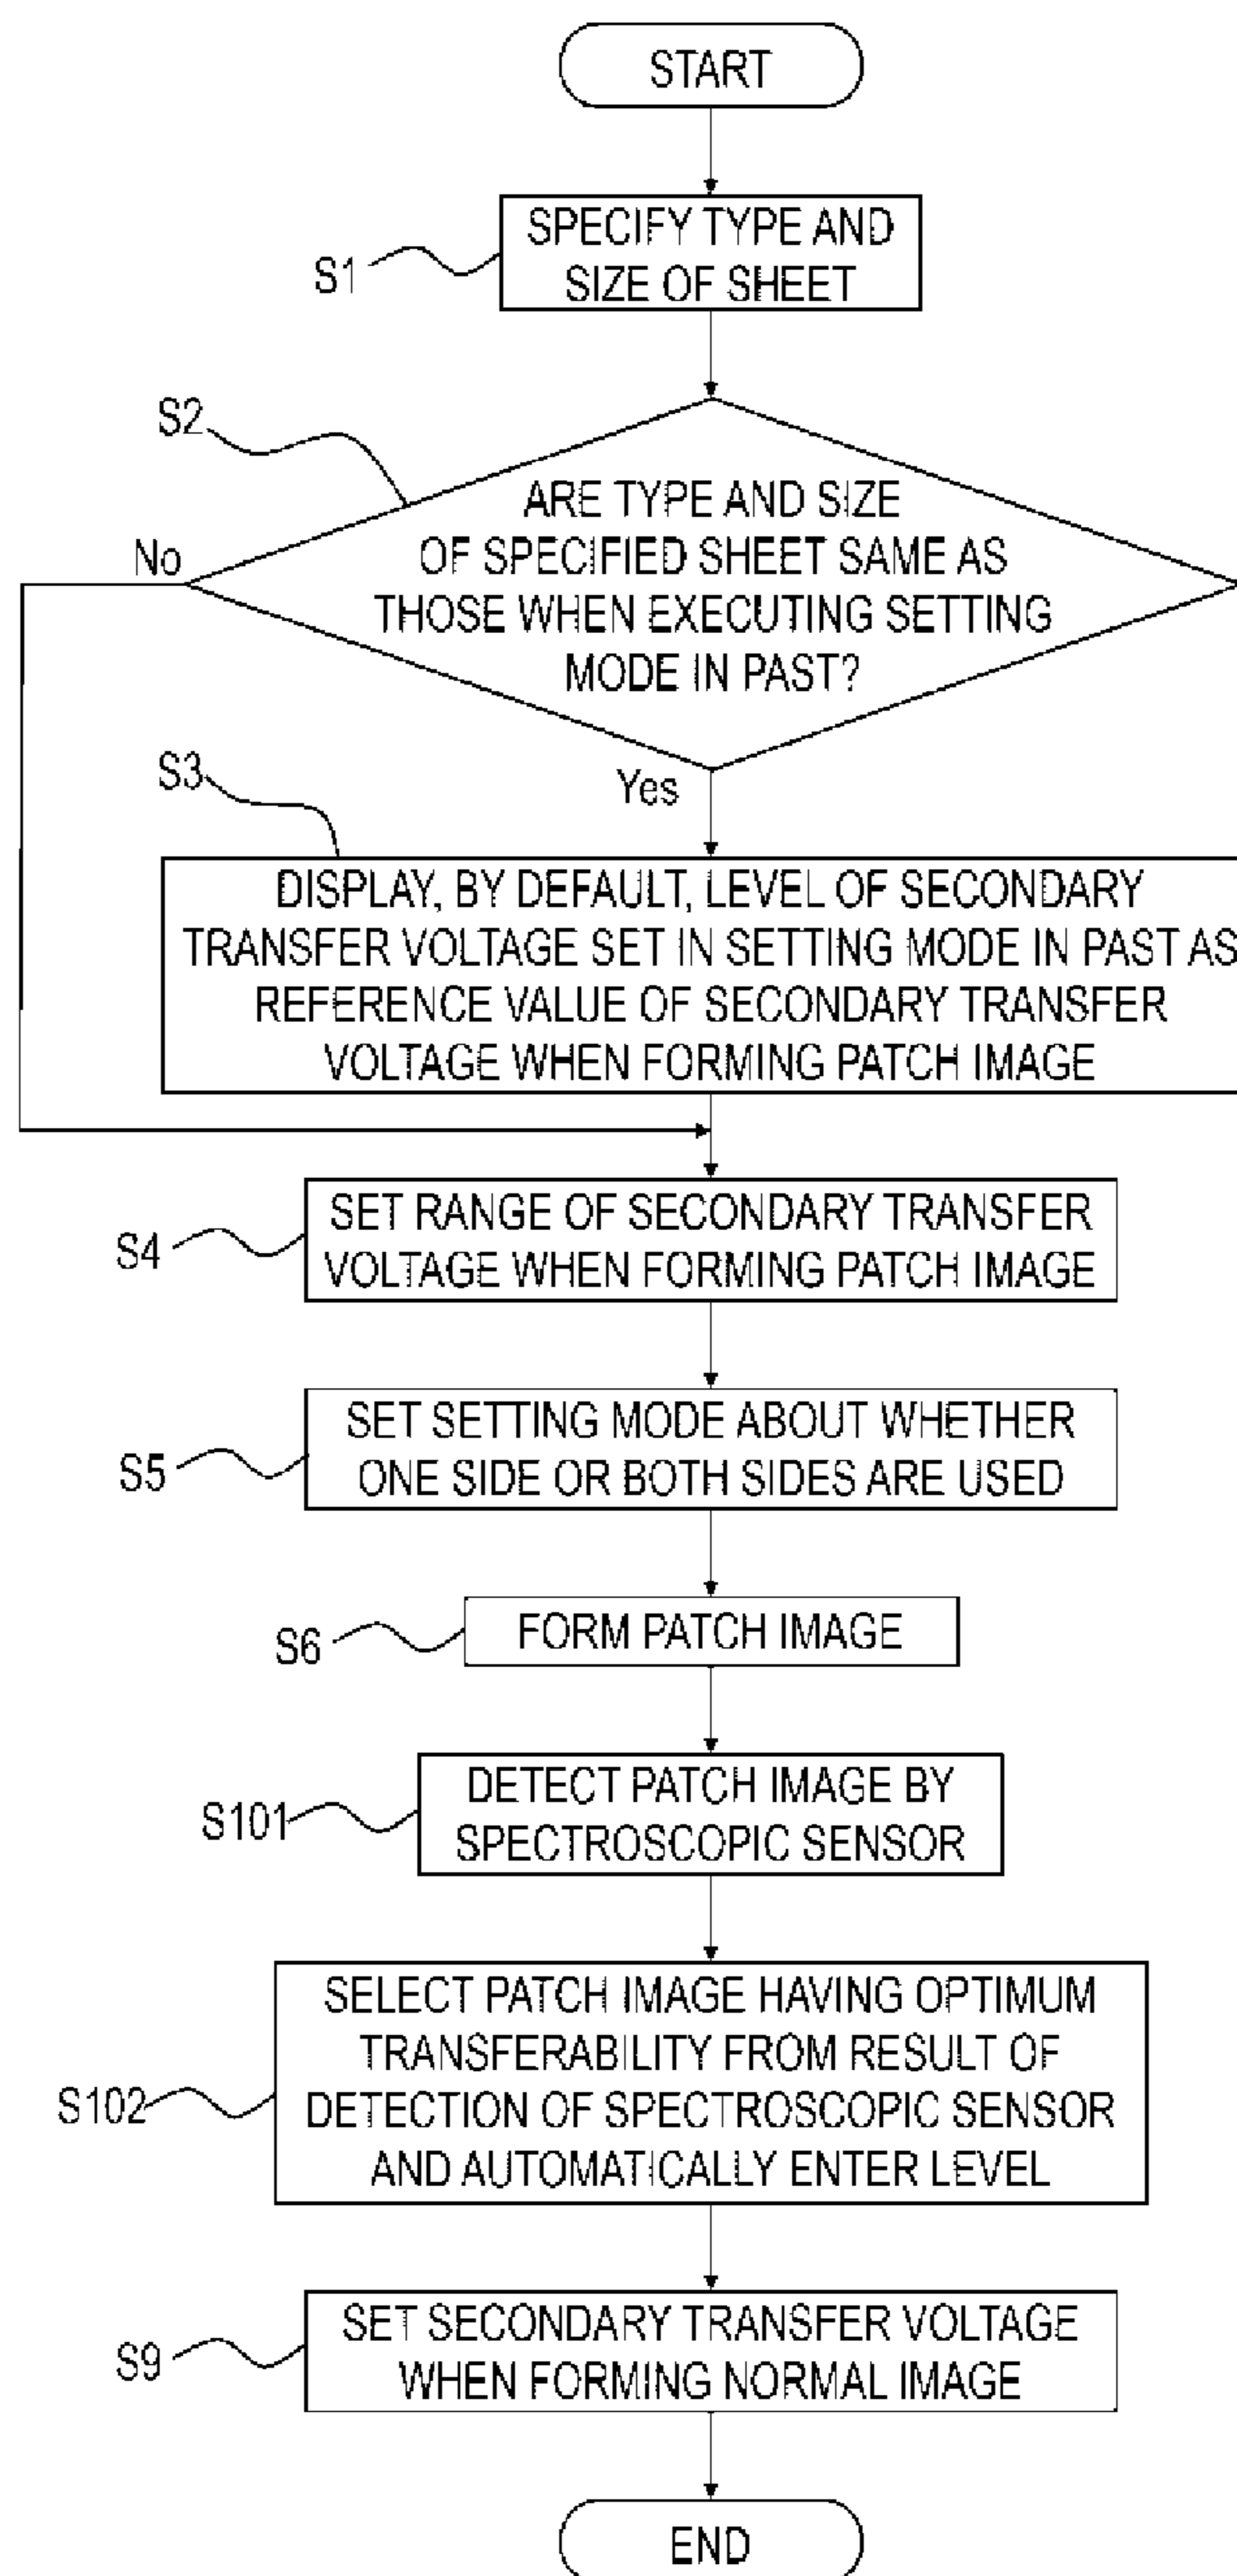 START
S1
SPECIFY TYPE AND
SIZE OF SHEET
S2
ARE TYPE AND SIZE
OF SPECIFIED SHEET SAME AS
THOSE WHEN EXECUTING SETTING
MODE IN PAST?
No
Yes
S3
DISPLAY, BY DEFAULT, LEVEL OF SECONDARY
TRANSFER VOLTAGE SET IN SETTING MODE IN PAST AS
REFERENCE VALUE OF SECONDARY TRANSFER
VOLTAGE WHEN FORMING PATCH IMAGE
S4
SET RANGE OF SECONDARY TRANSFER
VOLTAGE WHEN FORMING PATCH IMAGE
S5
SET SETTING MODE ABOUT WHETHER
ONE SIDE OR BOTH SIDES ARE USED
S6
FORM PATCH IMAGE
S101
DETECT PATCH IMAGE BY
SPECTROSCOPIC SENSOR
S102
SELECT PATCH IMAGE HAVING OPTIMUM
TRANSFERABILITY FROM RESULT OF
DETECTION OF SPECTROSCOPIC SENSOR
AND AUTOMATICALLY ENTER LEVEL
S9
SET SECONDARY TRANSFER VOLTAGE
WHEN FORMING NORMAL IMAGE
END